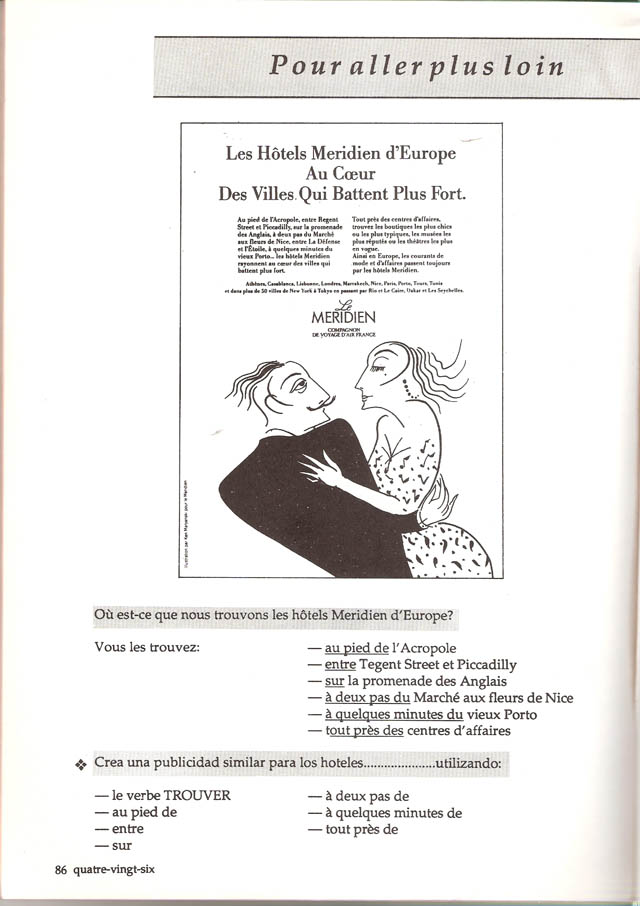 Pour aller plus loin
Les Hôtels Meridien d'Europe
Au Cœur
Des Villes Qui Battent Plus Fort.
Au pied de l'Acropole, entre Regent
Street et Piccadilly, sur la promenade
des Anglais, à deux pas du Marché
aux fleurs de Nice, entre La Défense
et l'Étoile, à quelques minutes du
vieux Porto... les hôtels Meridien
rayonnent au cœur des villes qui
battent plus fort.
Tout près des centres d'affaires,
trouvez les boutiques les plus chics
ou les plus typiques, les musées les
plus réputés ou les théâtres les plus
en vogue.
Ainsi en Europe, les courants de
mode et d'affaires passent toujours
par les hôtels Meridien.
Athènes, Casablanca, Lisbonne, Londres, Marrakech, Nice, Paris, Porto, Tours, Tunis
et dans plus de 50 villes de New York à Tokyo en passant par Rio et Le Caire, Dakar et Les Seychelles.
Le
MERIDIEN
COMPAGNON
DE VOYAGE D'AIR FRANCE
Illustration par Ken Maryanski pour le Meridien
Où est-ce que nous trouvons les hôtels Meridien d'Europe?
Vous les trouvez:
— au pied de l'Acropole
— entre Tegent Street et Piccadilly
— sur la promenade des Anglais
— à deux pas du Marché aux fleurs de Nice
— à quelques minutes du vieux Porto
— tout près des centres d'affaires
❖ Crea una publicidad similar para los hoteles.....................utilizando:
— le verbe TROUVER
— au pied de
— entre
— sur
— à deux pas de
— à quelques minutes de
— tout près de
86 quatre-vingt-six